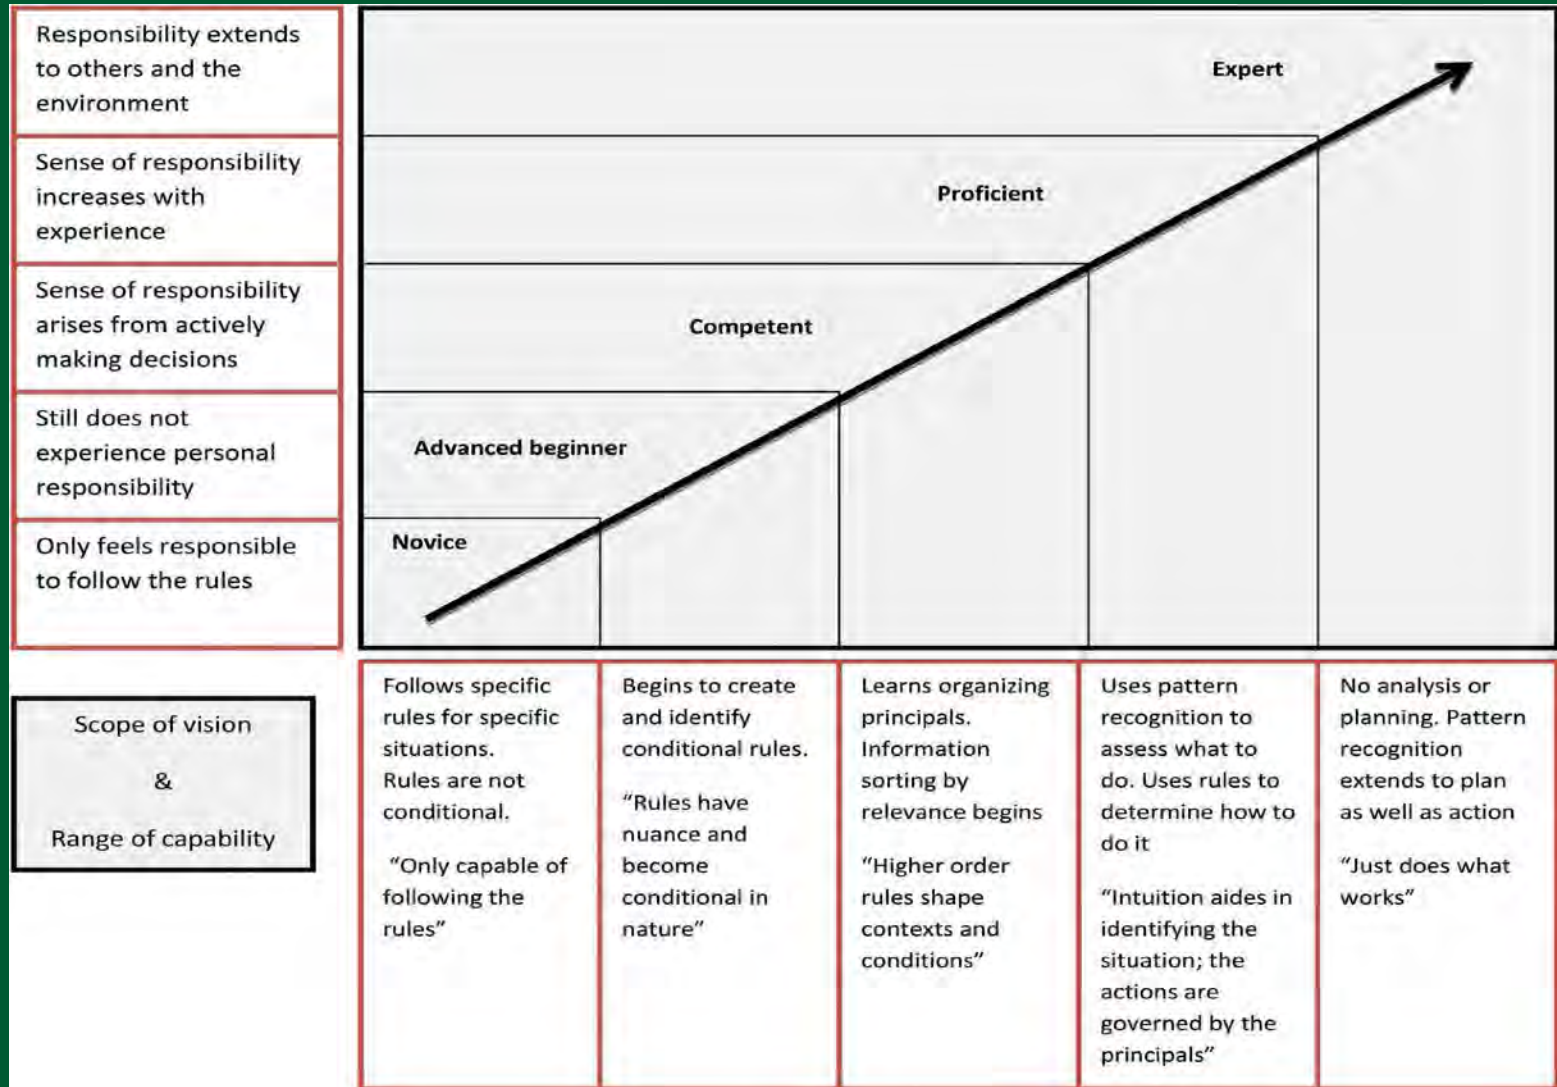 Responsibility extends
to others and the
environment
Sense of responsibility
increases with
experience
Sense of responsibility
arises from actively
making decisions
Still does not
experience personal
responsibility
Only feels responsible
to follow the rules
Expert
Proficient
Competent
Advanced beginner
Novice
Scope of vision
&
Range of capability
Follows specific
rules for specific
situations.
Rules are not
conditional.
“Only capable of
following the
rules”
Begins to create
and identify
conditional rules.
“Rules have
nuance and
become
conditional in
nature”
Learns organizing
principals.
Information
sorting by
relevance begins
“Higher order
rules shape
contexts and
conditions”
Uses pattern
recognition to
assess what to
do. Uses rules to
determine how to
do it
“Intuition aides in
identifying the
situation; the
actions are
governed by the
principals”
No analysis or
planning. Pattern
recognition
extends to plan
as well as action
“Just does what
works”